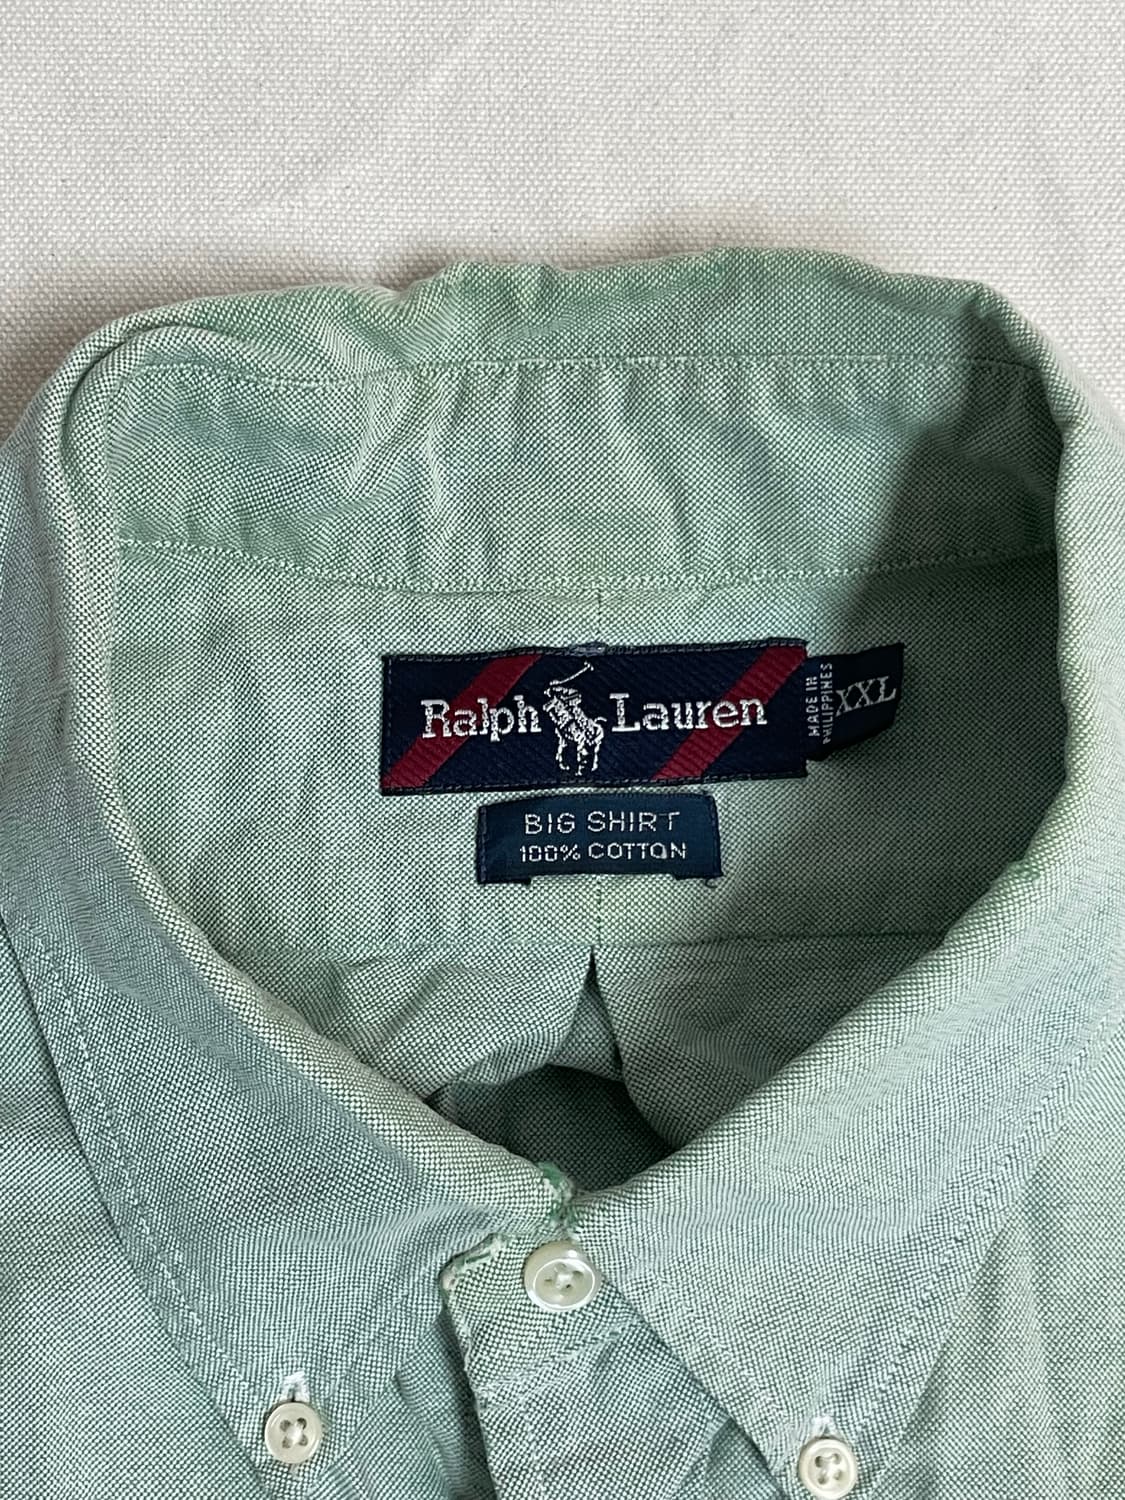 Ralph Lauren
MADE IN
PHILIPPINES
XXL
BIG SHIRT
100% COTTON